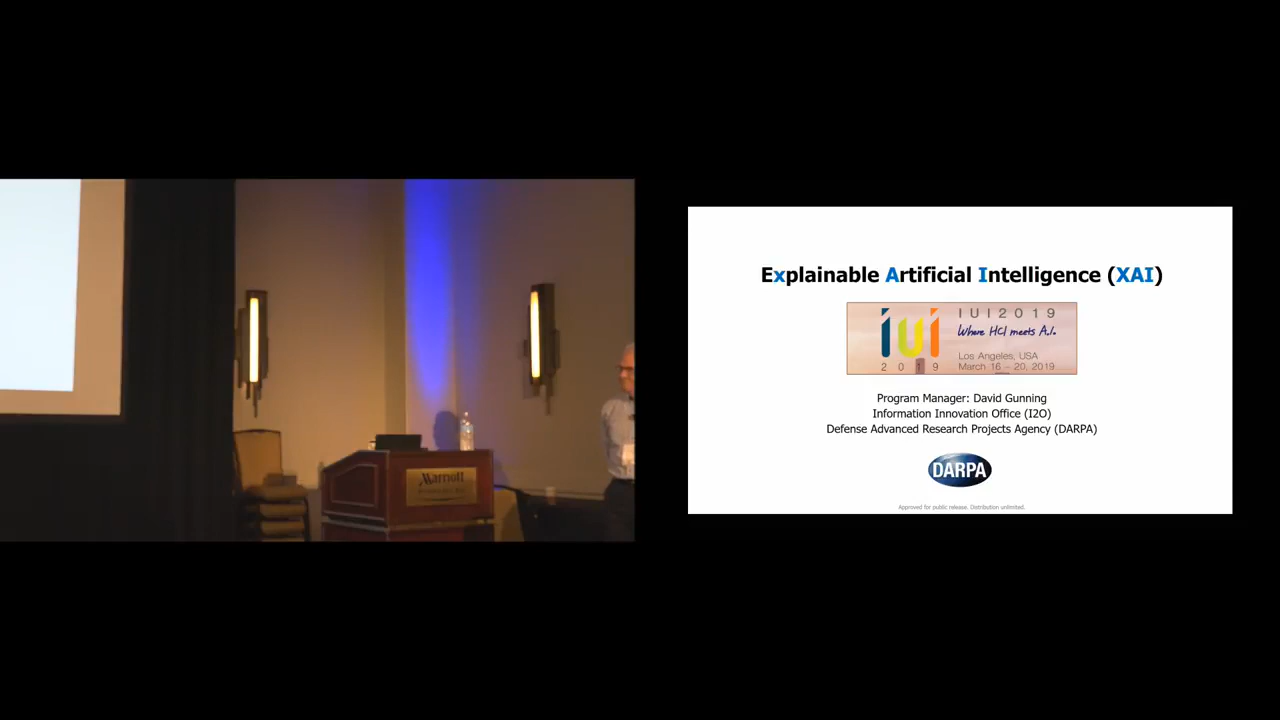 Marriott
Explainable Artificial Intelligence (XAI)
iui
2019
IUI2019
Where HCI meets A.I.
Los Angeles, USA
March 16 – 20, 2019
Program Manager: David Gunning
Information Innovation Office (I2O)
Defense Advanced Research Projects Agency (DARPA)
DARPA
Approved for public release. Distribution unlimited.